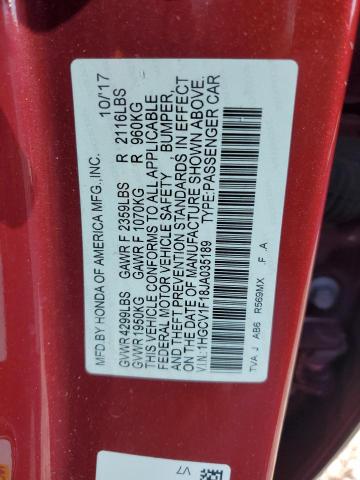 MFD.BY HONDA OF AMERICA MFG.,INC. 10/'17
GVWR 4299LBS GAWR F 2359LBS R 2116LBS
GVWR 1950KG GAWR F 1070KG R 960KG
THIS VEHICLE CONFORMS TO ALL APPLICABLE
FEDERAL MOTOR VEHICLE SAFETY BUMPER
AND THEFT PREVENTION STANDARDS IN EFFECT
ON THE DATE OF MANUFACTURE SHOWN ABOVE.
V.I.N.:1HGCV1F18JA035189 TYPE:PASSENGER CAR
TVA J AB6 R569MX F .A
V7